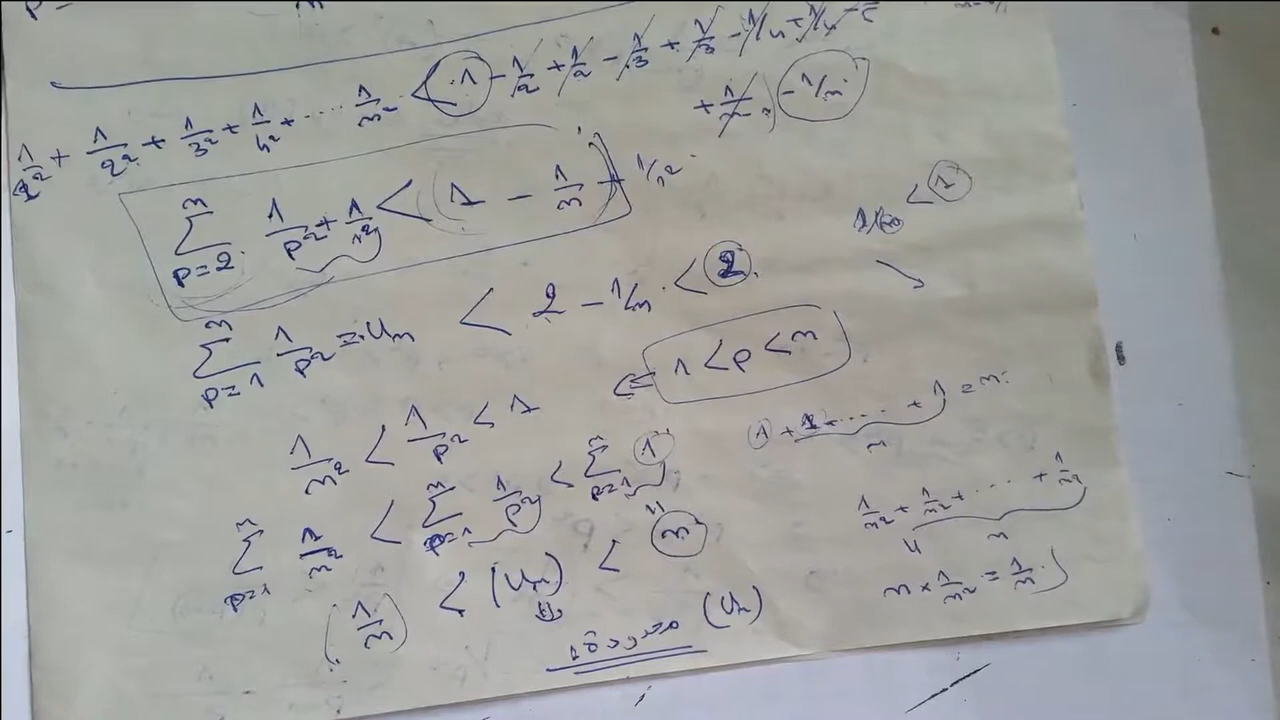 1/1² + 1/2² + 1/3² + 1/4² + ···· 1/n² < 1 - 1/2 + 1/2 - 1/3 + 1/3 - 1/4 + 1/4
- 1/n
Σ_{p=2}^{n} 1/p² + 1/1² < (1 - 1/n) + 1/1²
< 1
Σ_{p=1}^{n} 1/p² = Un < 2 - 1/n < 2
⇐ 1 < p < n
1/n² < 1/p² < 1
1 + 1 + ···· + 1 = n
n
Σ_{p=1}^{n} 1/n² < Σ_{p=1}^{n} 1/p² < Σ_{p=1}^{n} 1
1/n² + 1/n² + ···· + 1/n²
n
(1/n) < (Un) < n
n × 1/n² = 1/n
(Un)